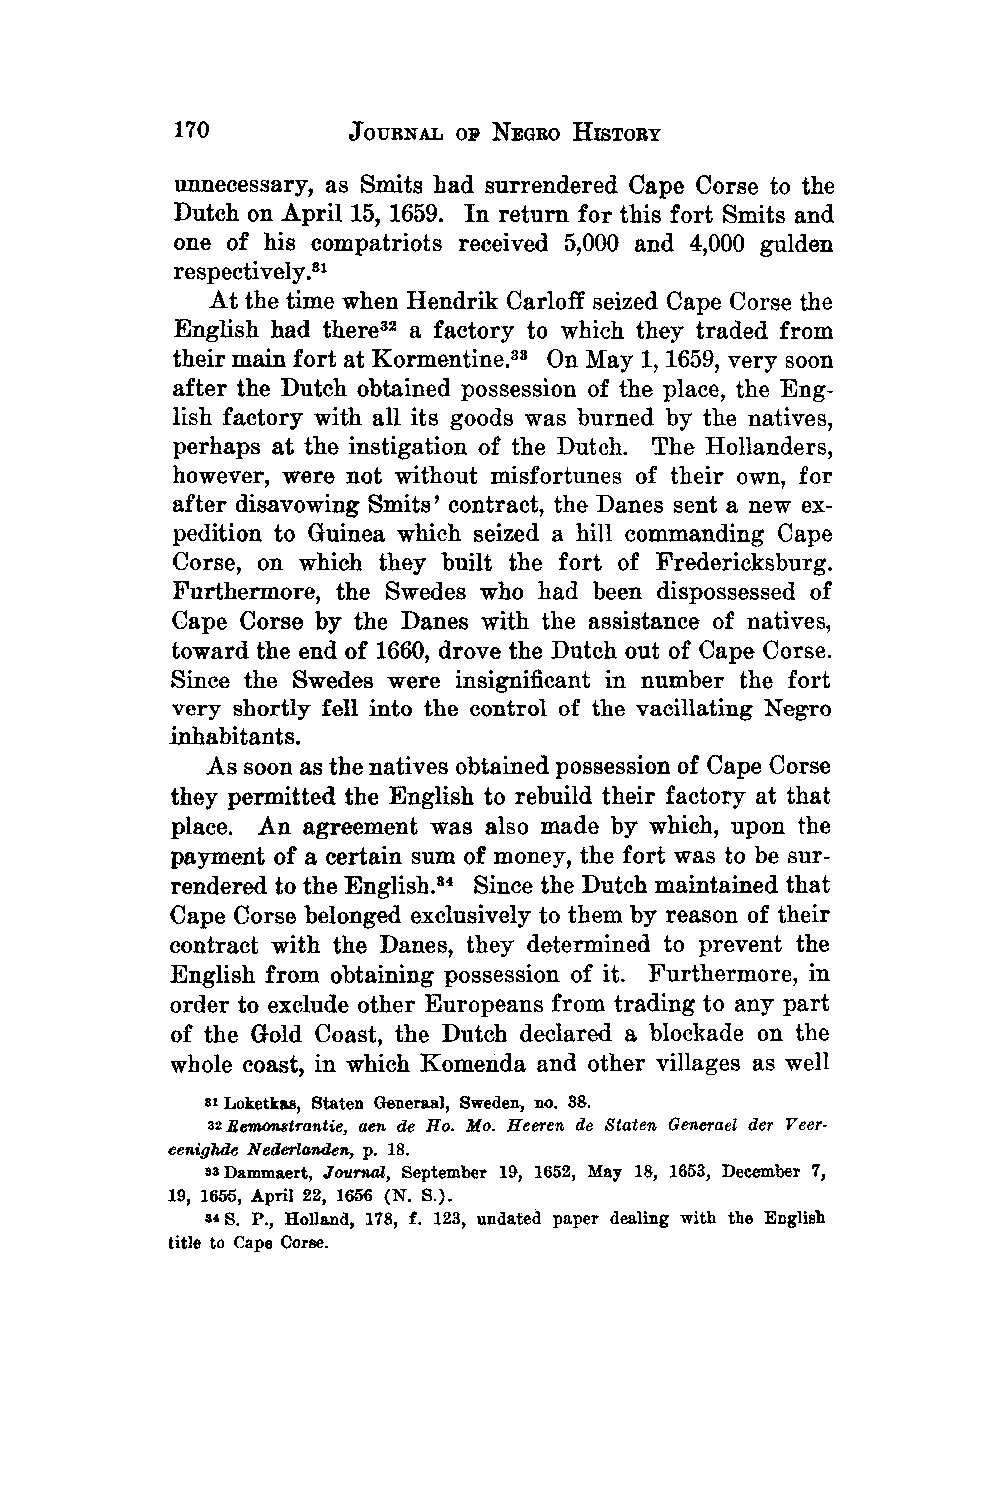 170 JOURNAL OF NEGRO HISTORY
unnecessary, as Smits had surrendered Cape Corse to the
Dutch on April 15, 1659. In return for this fort Smits and
one of his compatriots received 5,000 and 4,000 gulden
respectively.³¹
At the time when Hendrik Carloff seized Cape Corse the
English had there³² a factory to which they traded from
their main fort at Kormentine.³³ On May 1, 1659, very soon
after the Dutch obtained possession of the place, the Eng-
lish factory with all its goods was burned by the natives,
perhaps at the instigation of the Dutch. The Hollanders,
however, were not without misfortunes of their own, for
after disavowing Smits' contract, the Danes sent a new ex-
pedition to Guinea which seized a hill commanding Cape
Corse, on which they built the fort of Fredericksburg.
Furthermore, the Swedes who had been dispossessed of
Cape Corse by the Danes with the assistance of natives,
toward the end of 1660, drove the Dutch out of Cape Corse.
Since the Swedes were insignificant in number the fort
very shortly fell into the control of the vacillating Negro
inhabitants.
As soon as the natives obtained possession of Cape Corse
they permitted the English to rebuild their factory at that
place. An agreement was also made by which, upon the
payment of a certain sum of money, the fort was to be sur-
rendered to the English.³⁴ Since the Dutch maintained that
Cape Corse belonged exclusively to them by reason of their
contract with the Danes, they determined to prevent the
English from obtaining possession of it. Furthermore, in
order to exclude other Europeans from trading to any part
of the Gold Coast, the Dutch declared a blockade on the
whole coast, in which Komenda and other villages as well
³¹ Loketkas, Staten Generaal, Sweden, no. 38.
³² Remonstrantie, aen de Ho. Mo. Heeren de Staten Generael der Veer-
eenighde Nederlanden, p. 18.
³³ Dammaert, Journal, September 19, 1652, May 18, 1653, December 7,
19, 1655, April 22, 1656 (N. S.).
³⁴ S. P., Holland, 178, f. 123, undated paper dealing with the English
title to Cape Corse.